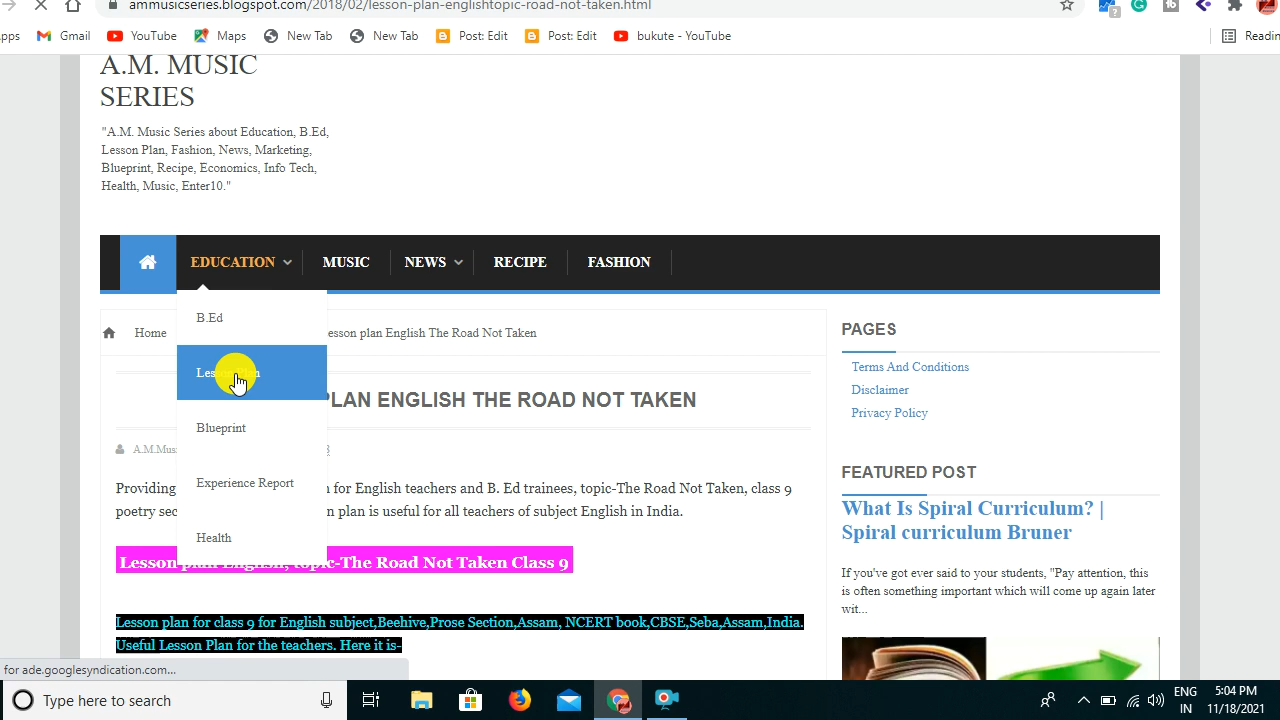 ammusicseries.blogspot.com/2018/02/lesson-plan-englishtopic-road-not-taken.html
pps Gmail YouTube Maps New Tab New Tab Post: Edit Post: Edit bukute - YouTube Readin
A.M. MUSIC
SERIES
"A.M. Music Series about Education, B.Ed,
Lesson Plan, Fashion, News, Marketing,
Blueprint, Recipe, Economics, Info Tech,
Health, Music, Enter10."
EDUCATION MUSIC NEWS RECIPE FASHION
B.Ed
Lesson Plan
Blueprint
Experience Report
Health
Home esson plan English The Road Not Taken
LAN ENGLISH THE ROAD NOT TAKEN
A.M.Mus
Providing for English teachers and B. Ed trainees, topic-The Road Not Taken, class 9
poetry sec n plan is useful for all teachers of subject English in India.
Lesson plan English, topic-The Road Not Taken Class 9
Lesson plan for class 9 for English subject,Beehive,Prose Section,Assam, NCERT book,CBSE,Seba,Assam,India.
Useful Lesson Plan for the teachers. Here it is-
PAGES
Terms And Conditions
Disclaimer
Privacy Policy
FEATURED POST
What Is Spiral Curriculum? |
Spiral curriculum Bruner
If you've got ever said to your students, "Pay attention, this
is often something important which will come up again later
wit...
for ade.googlesyndication.com...
Type here to search
ENG
IN
5:04 PM
11/18/2021